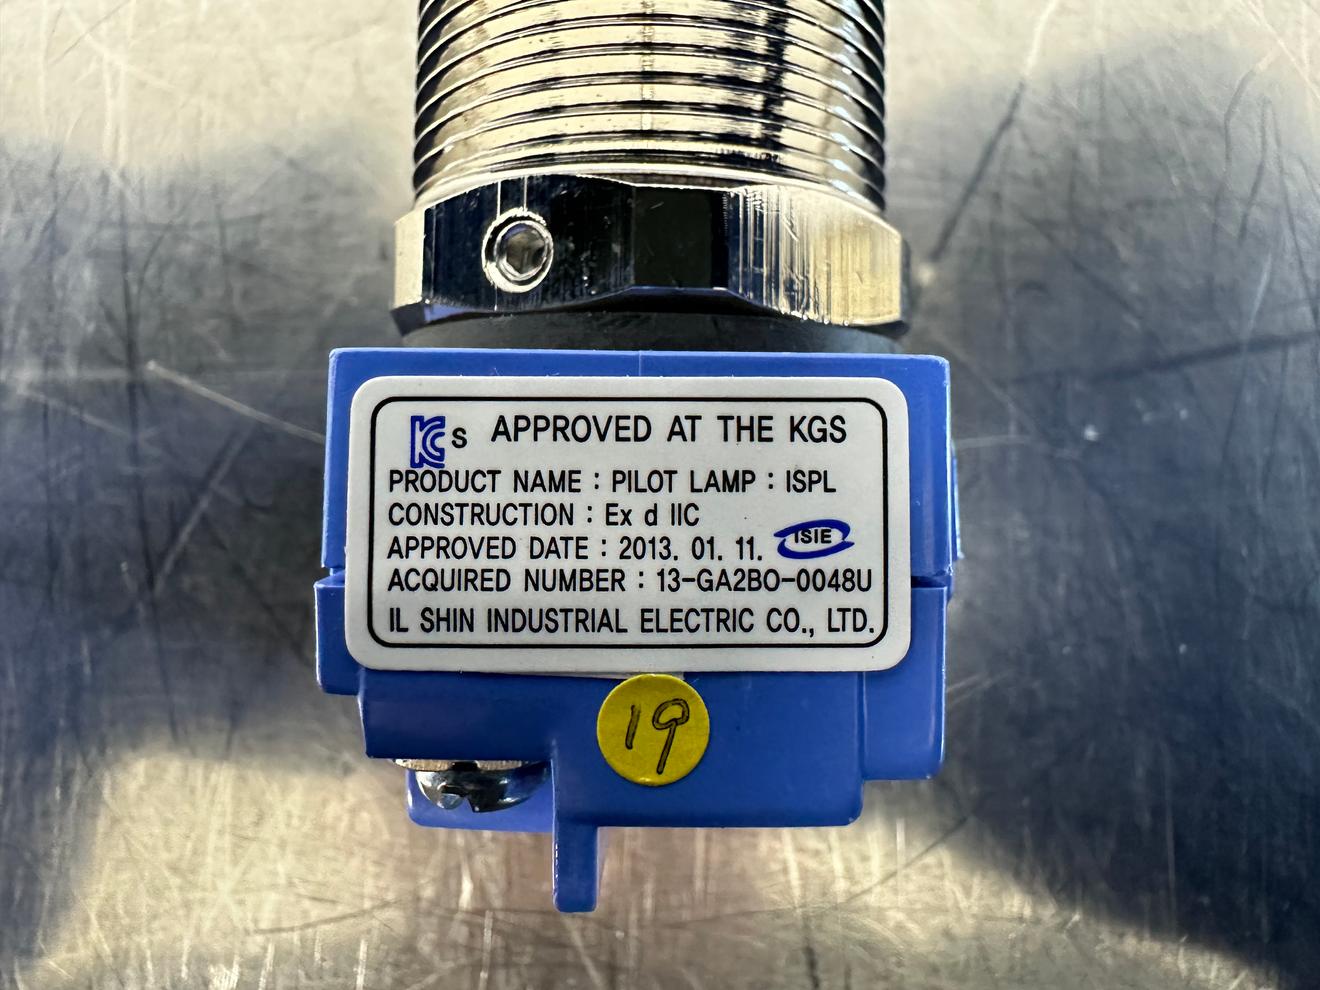 KC s APPROVED AT THE KGS
PRODUCT NAME : PILOT LAMP : ISPL
CONSTRUCTION : Ex d IIC
APPROVED DATE : 2013. 01. 11. ISIE
ACQUIRED NUMBER : 13-GA2BO-0048U
IL SHIN INDUSTRIAL ELECTRIC CO., LTD.
19